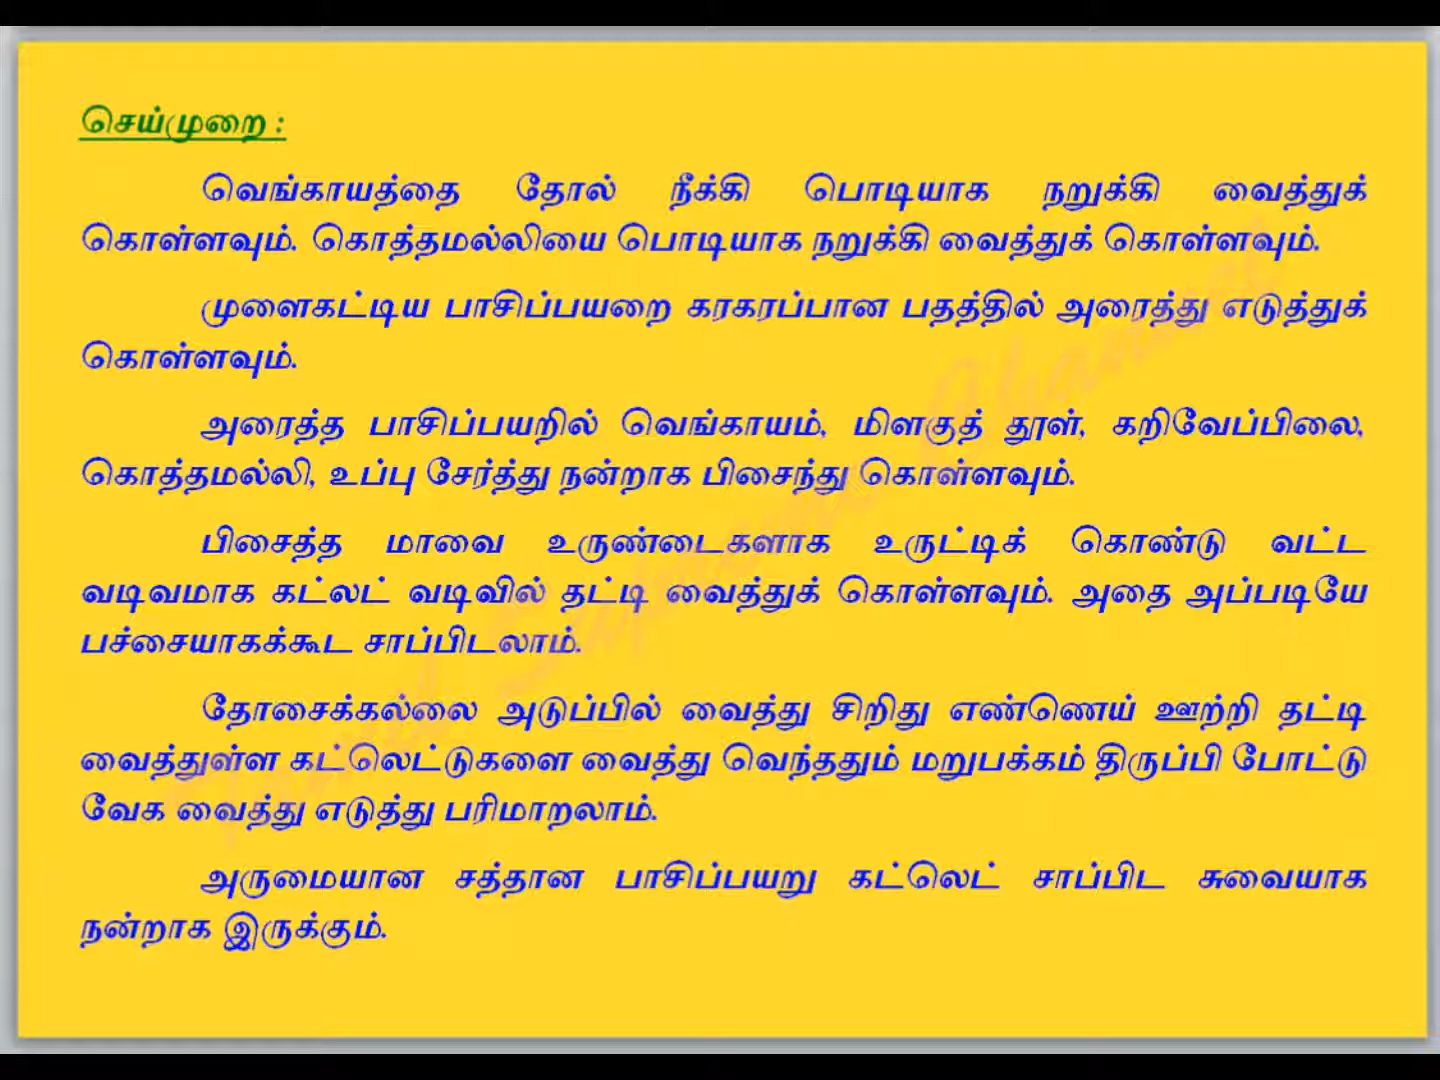 செய்முறை :
வெங்காயத்தை தோல் நீக்கி பொடியாக நறுக்கி வைத்துக்
கொள்ளவும். கொத்தமல்லியை பொடியாக நறுக்கி வைத்துக் கொள்ளவும்.
முளைகட்டிய பாசிப்பயறை கரகரப்பான பதத்தில் அரைத்து எடுத்துக்
கொள்ளவும்.
அரைத்த பாசிப்பயறில் வெங்காயம், மிளகுத் தூள், கறிவேப்பிலை,
கொத்தமல்லி, உப்பு சேர்த்து நன்றாக பிசைந்து கொள்ளவும்.
பிசைத்த மாவை உருண்டைகளாக உருட்டிக் கொண்டு வட்ட
வடிவமாக கட்லட் வடிவில் தட்டி வைத்துக் கொள்ளவும். அதை அப்படியே
பச்சையாகக்கூட சாப்பிடலாம்.
தோசைக்கல்லை அடுப்பில் வைத்து சிறிது எண்ணெய் ஊற்றி தட்டி
வைத்துள்ள கட்லெட்டுகளை வைத்து வெந்ததும் மறுபக்கம் திருப்பி போட்டு
வேக வைத்து எடுத்து பரிமாறலாம்.
அருமையான சத்தான பாசிப்பயறு கட்லெட் சாப்பிட சுவையாக
நன்றாக இருக்கும்.